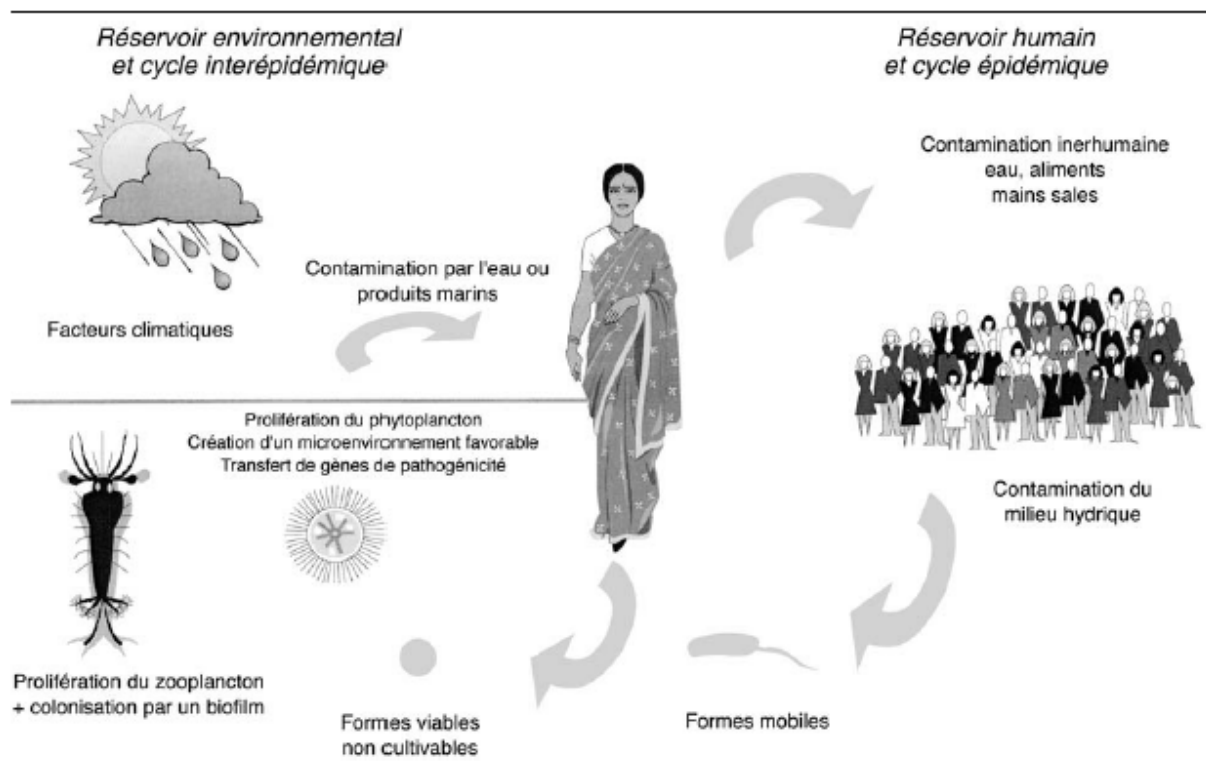 Réservoir environnemental
et cycle interépidémique
Réservoir humain
et cycle épidémique
Contamination inerhumaine
eau, aliments
mains sales
Contamination par l'eau ou
produits marins
Facteurs climatiques
Prolifération du phytoplancton
Création d'un microenvironnement favorable
Transfert de gènes de pathogénicité
Contamination du
milieu hydrique
Prolifération du zooplancton
+ colonisation par un biofilm
Formes viables
non cultivables
Formes mobiles